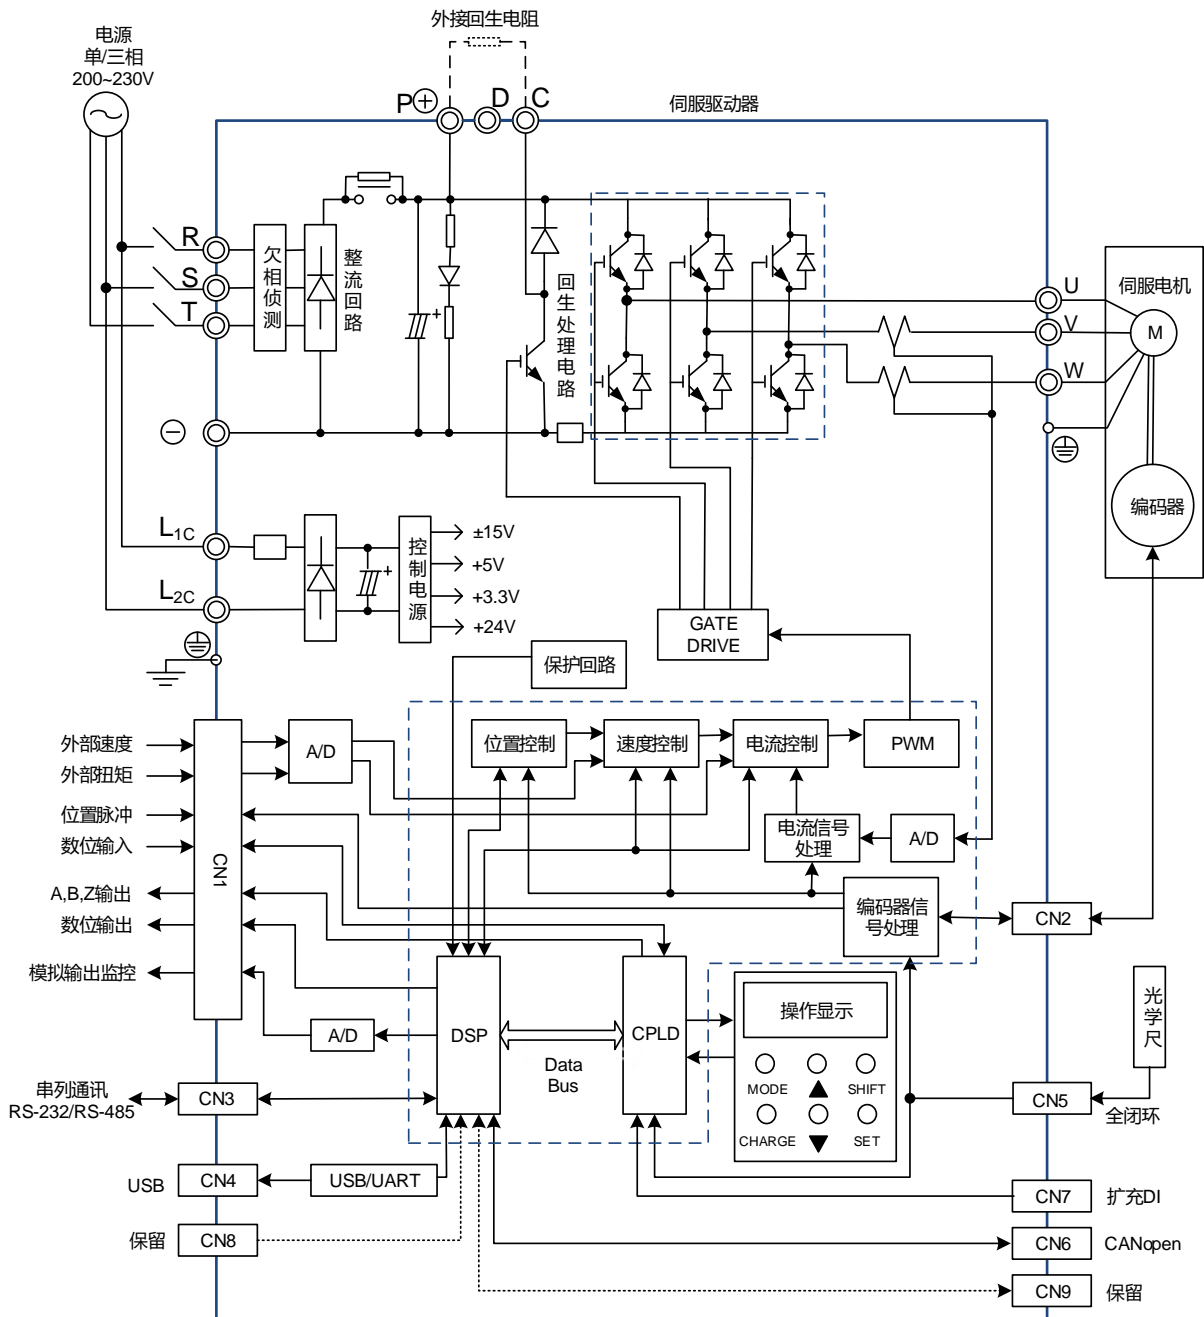 外接回生电阻
电源
单/三相
200~230V
P⊕
D
C
伺服驱动器
R
S
T
欠相侦测
整流回路
+
回生处理电路
U
V
W
伺服电机
M
编码器
⊖
L1C
L2C
+
控制电源
±15V
+5V
+3.3V
+24V
GATE
DRIVE
保护回路
外部速度
外部扭矩
位置脉冲
数位输入
A,B,Z输出
数位输出
模拟输出监控
CN1
A/D
位置控制
速度控制
电流控制
PWM
电流信号
处理
A/D
编码器信
号处理
CN2
A/D
DSP
Data
Bus
CPLD
操作显示
MODE
▲
SHIFT
CHARGE
▼
SET
光学尺
串列通讯
RS-232/RS-485
CN3
CN5
全闭环
USB
CN4
USB/UART
CN7
扩充DI
保留
CN8
CN6
CANopen
CN9
保留